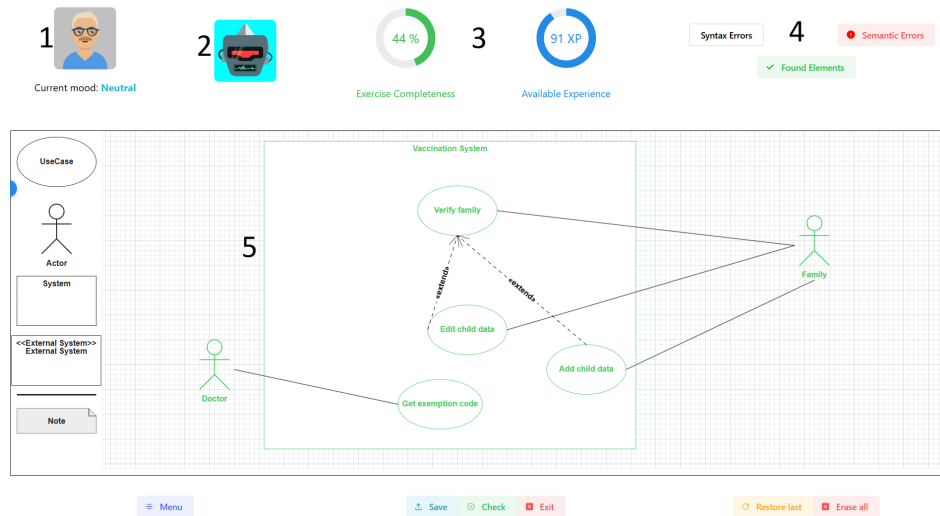 1
2
44 %
3
91 XP
Syntax Errors
4
Semantic Errors
Found Elements
Current mood: Neutral
Exercise Completeness
Available Experience
UseCase
Actor
System
<<External System>>
External System
Note
5
Vaccination System
Verify family
«extend»
«extend»
Edit child data
Add child data
Get exemption code
Doctor
Family
Menu
Save
Check
Exit
Restore last
Erase all